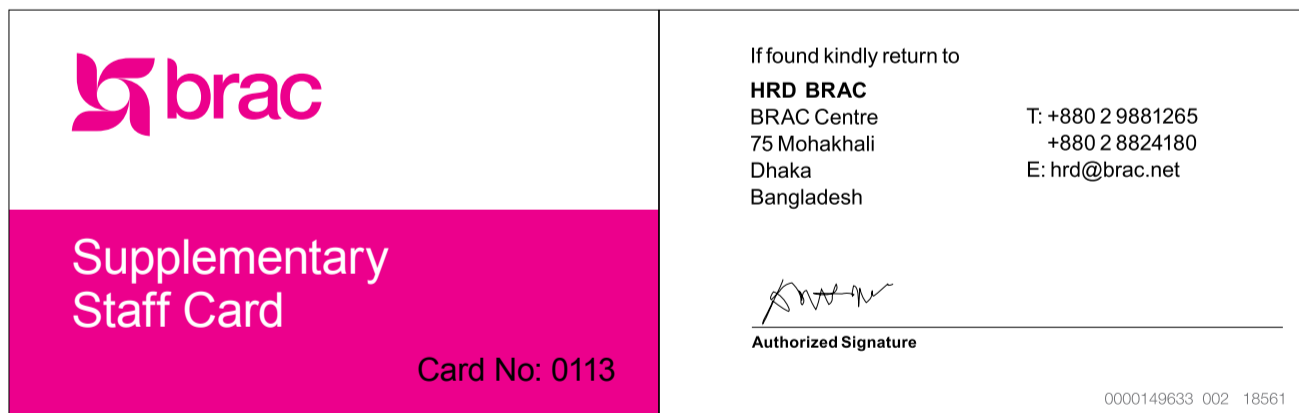 brac
Supplementary
Staff Card
Card No: 0113
If found kindly return to
HRD BRAC
BRAC Centre
75 Mohakhali
Dhaka
Bangladesh
T: +880 2 9881265
+880 2 8824180
E: hrd@brac.net
Authorized Signature
0000149633 002 18561